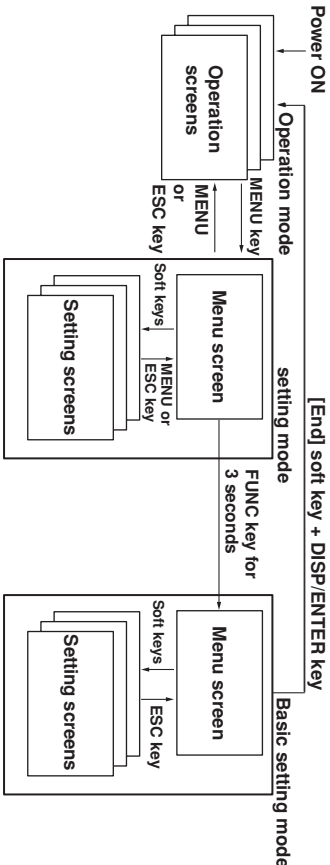 [End] soft key + DISP/ENTER key
Power ON
Operation mode
setting mode
Basic setting mode
Operation
screens
MENU key
MENU
or
ESC key
Menu screen
Soft keys
MENU or
ESC key
Setting screens
FUNC key for
3 seconds
Menu screen
Soft keys
ESC key
Setting screens